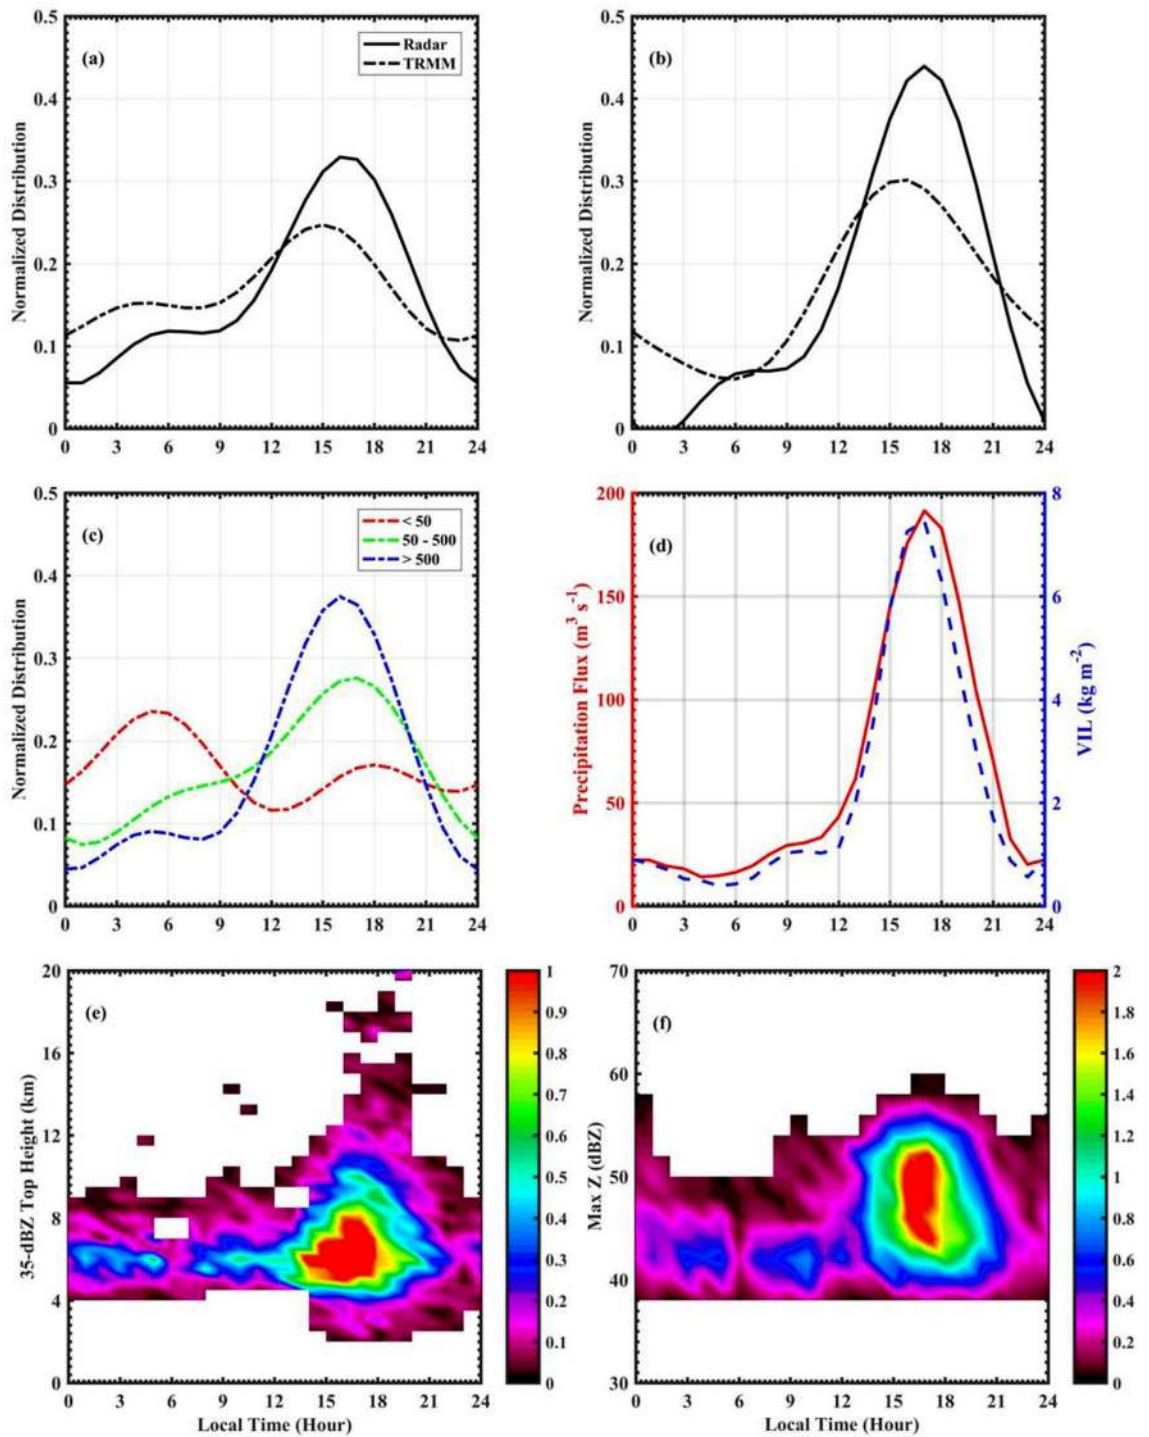 (a)
Radar
TRMM
Normalized Distribution
0.5
0.4
0.3
0.2
0.1
0
0 3 6 9 12 15 18 21 24
(b)
Normalized Distribution
0.5
0.4
0.3
0.2
0.1
0
0 3 6 9 12 15 18 21 24
(c)
< 50
50 - 500
> 500
Normalized Distribution
0.5
0.4
0.3
0.2
0.1
0
0 3 6 9 12 15 18 21 24
(d)
Precipitation Flux (m³ s⁻¹)
200
150
100
50
0
VIL (kg m⁻²)
8
6
4
2
0
0 3 6 9 12 15 18 21 24
(e)
35-dBZ Top Height (km)
20
16
12
8
4
0
0 3 6 9 12 15 18 21 24
Local Time (Hour)
1
0.9
0.8
0.7
0.6
0.5
0.4
0.3
0.2
0.1
0
(f)
Max Z (dBZ)
70
60
50
40
30
0 3 6 9 12 15 18 21 24
Local Time (Hour)
2
1.8
1.6
1.4
1.2
1
0.8
0.6
0.4
0.2
0